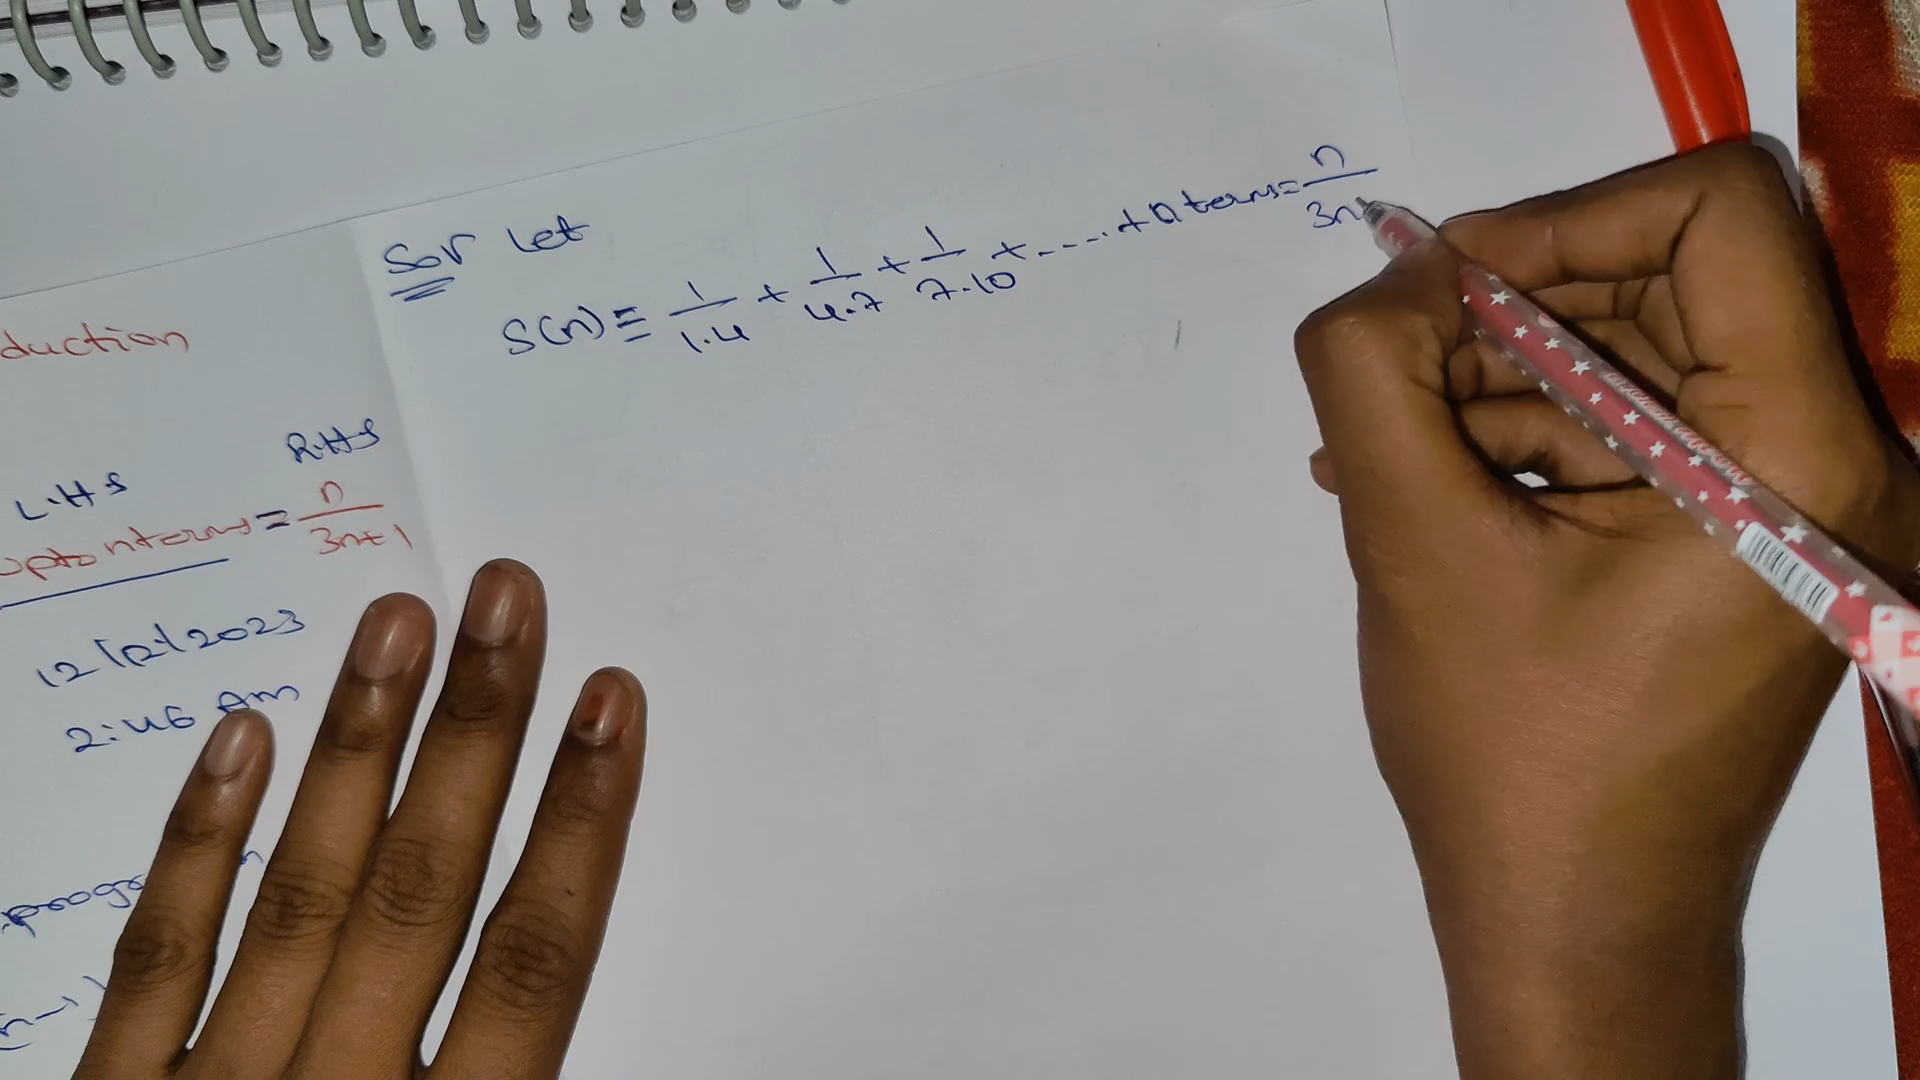 duction
L.H.S R.H.S
upto n terms = n/3n+1
12/12/2023
2:46 Am
Sol Let
S(n) ≡ 1/1.4 + 1/4.7 + 1/7.10 + ..... + n terms = n/3n